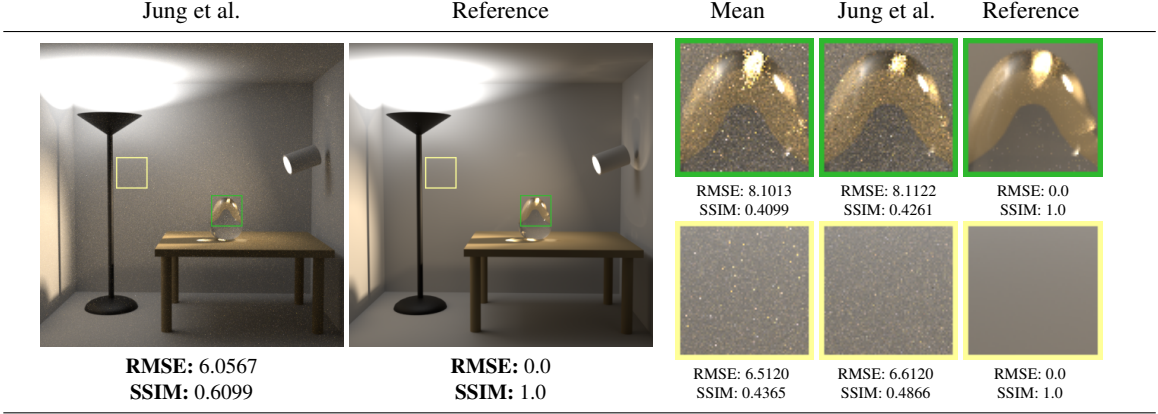 Jung et al. Reference Mean Jung et al. Reference
RMSE: 8.1013 RMSE: 8.1122 RMSE: 0.0
SSIM: 0.4099 SSIM: 0.4261 SSIM: 1.0
RMSE: 6.0567 RMSE: 0.0
SSIM: 0.6099 SSIM: 1.0
RMSE: 6.5120 RMSE: 6.6120 RMSE: 0.0
SSIM: 0.4365 SSIM: 0.4866 SSIM: 1.0